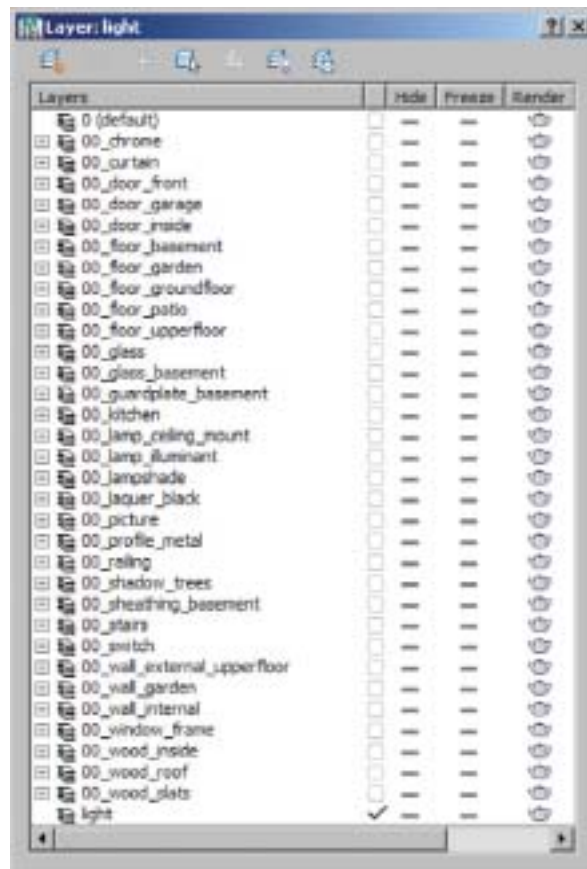 Layer: light
Layers Hide Freeze Render
0 (default)
00_chrome
00_curtain
00_door_front
00_door_garage
00_door_inside
00_floor_basement
00_floor_garden
00_floor_groundfloor
00_floor_patio
00_floor_upperfloor
00_glass
00_glass_basement
00_guardplate_basement
00_kitchen
00_lamp_ceiling_mount
00_lamp_illuminant
00_lampshade
00_laquer_black
00_picture
00_profile_metal
00_railing
00_shadow_trees
00_sheathing_basement
00_stairs
00_switch
00_wall_external_upperfloor
00_wall_garden
00_wall_internal
00_window_frame
00_wood_inside
00_wood_roof
00_wood_slats
light